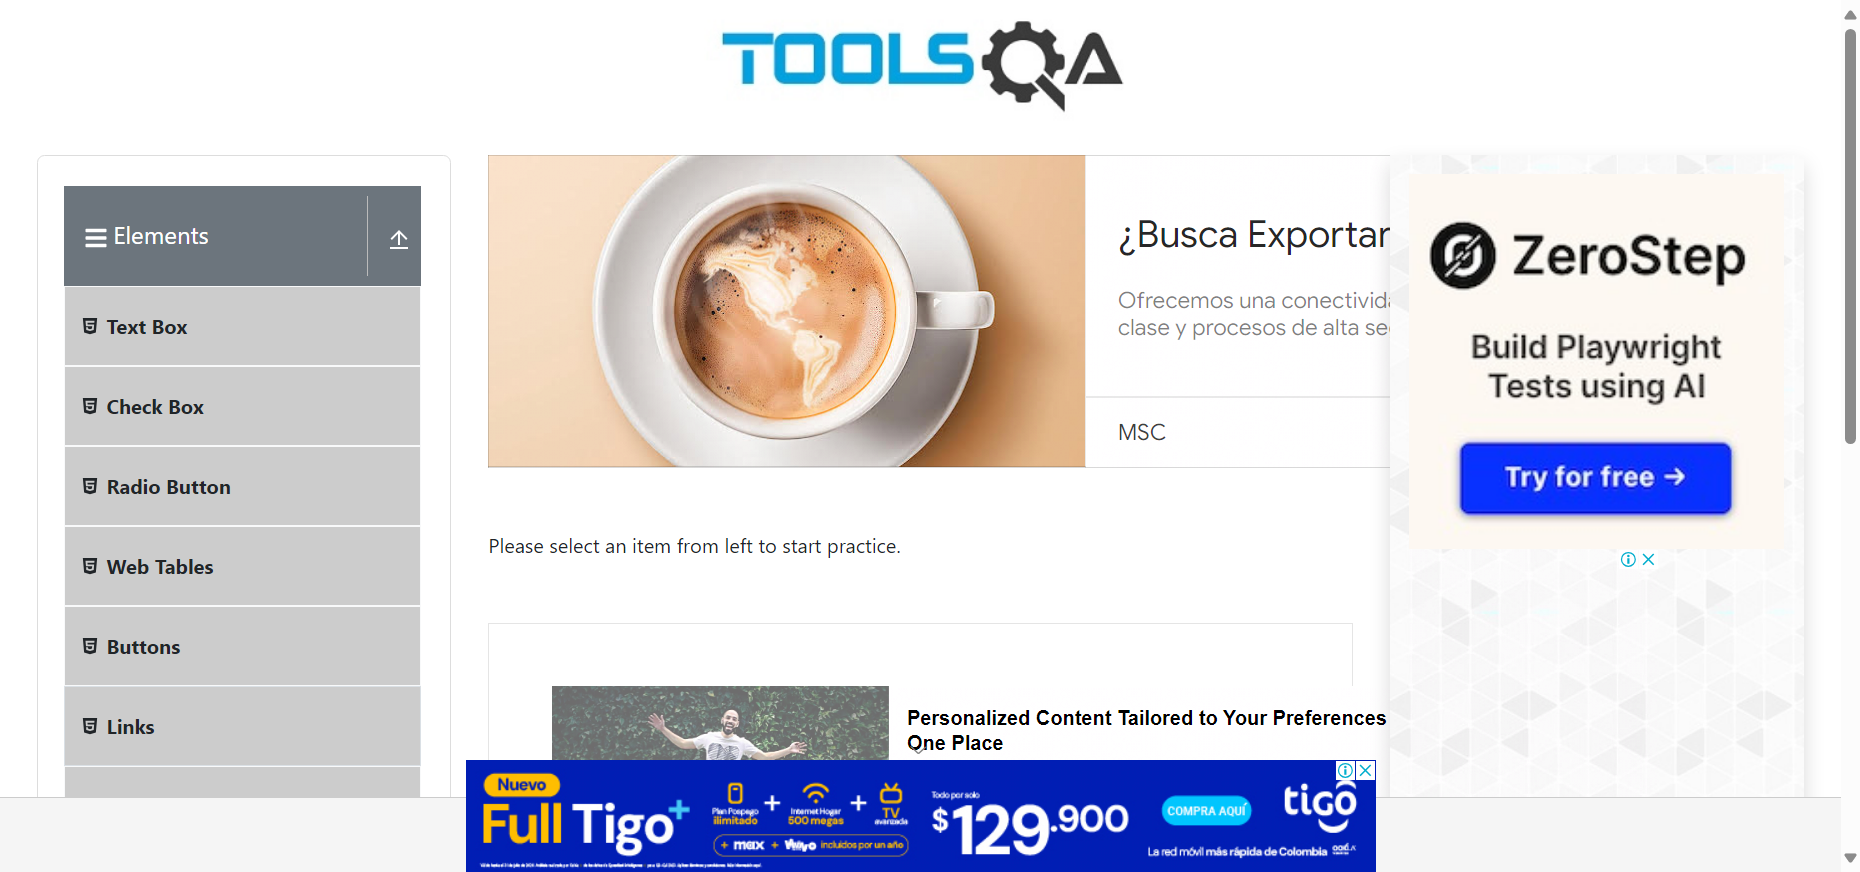 TOOLSQA
Elements
Text Box
Check Box
Radio Button
Web Tables
Buttons
Links
¿Busca Exportar
Ofrecemos una conectivida
clase y procesos de alta se
MSC
Please select an item from left to start practice.
Personalized Content Tailored to Your Preferences
One Place
ZeroStep
Build Playwright
Tests using AI
Try for free →
Nuevo
Full Tigo+
Plan Pospago
ilimitado
+
Internet Hogar
500 megas
+
TV
avanzada
+ max + incluidos por un año
Todo por solo
$129.900
COMPRA AQUÍ
tigo
La red móvil más rápida de Colombia